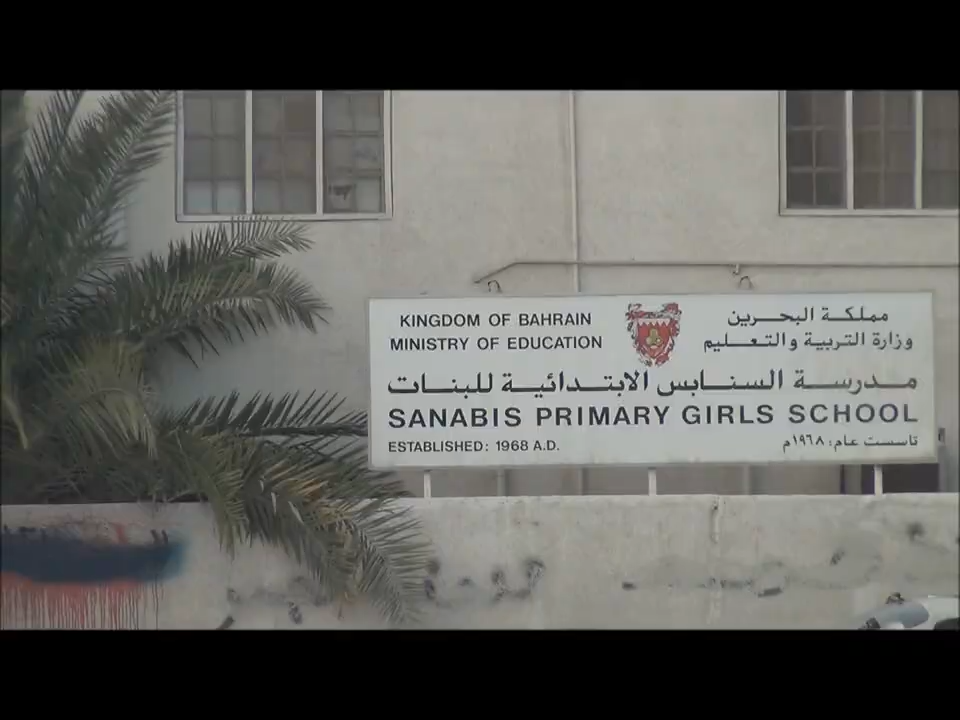 KINGDOM OF BAHRAIN
MINISTRY OF EDUCATION
مملكة البحرين
وزارة التربية والتعليم
مدرسة السنابس الابتدائية للبنات
SANABIS PRIMARY GIRLS SCHOOL
ESTABLISHED: 1968 A.D.
تاسست عام: ١٩٦٨م